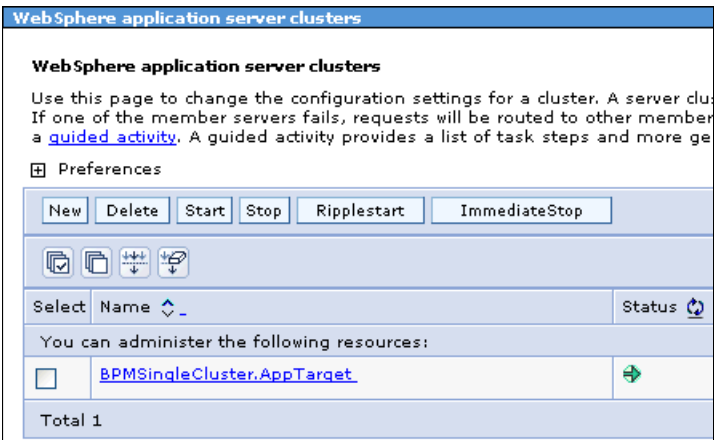 WebSphere application server clusters
WebSphere application server clusters
Use this page to change the configuration settings for a cluster. A server clu
If one of the member servers fails, requests will be routed to other member
a guided activity. A guided activity provides a list of task steps and more ge
Preferences
New Delete Start Stop Ripplestart ImmediateStop
Select Name Status
You can administer the following resources:
BPMSingleCluster.AppTarget
Total 1